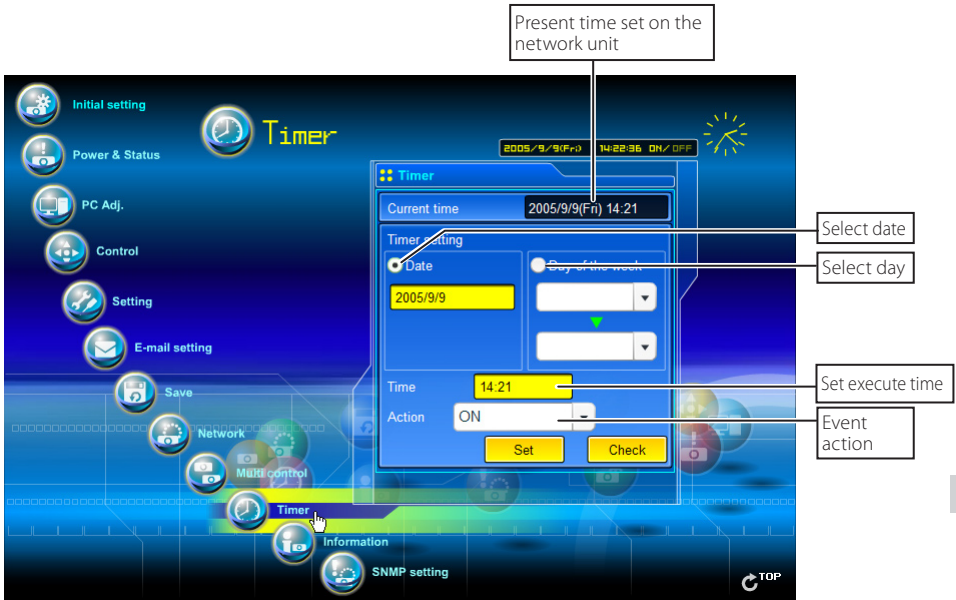 Present time set on the
network unit
Initial setting
Timer
Power & Status
2005/9/9(Fri) 14:22:36 ON/OFF
Timer
PC Adj.
Current time
2005/9/9(Fri) 14:21
Select date
Timer setting
Control
Date
Day of the week
Select day
2005/9/9
Setting
E-mail setting
Time
14:21
Set execute time
Save
Action
ON
Event
action
Network
Set
Check
Multi control
Timer
Information
SNMP setting
TOP